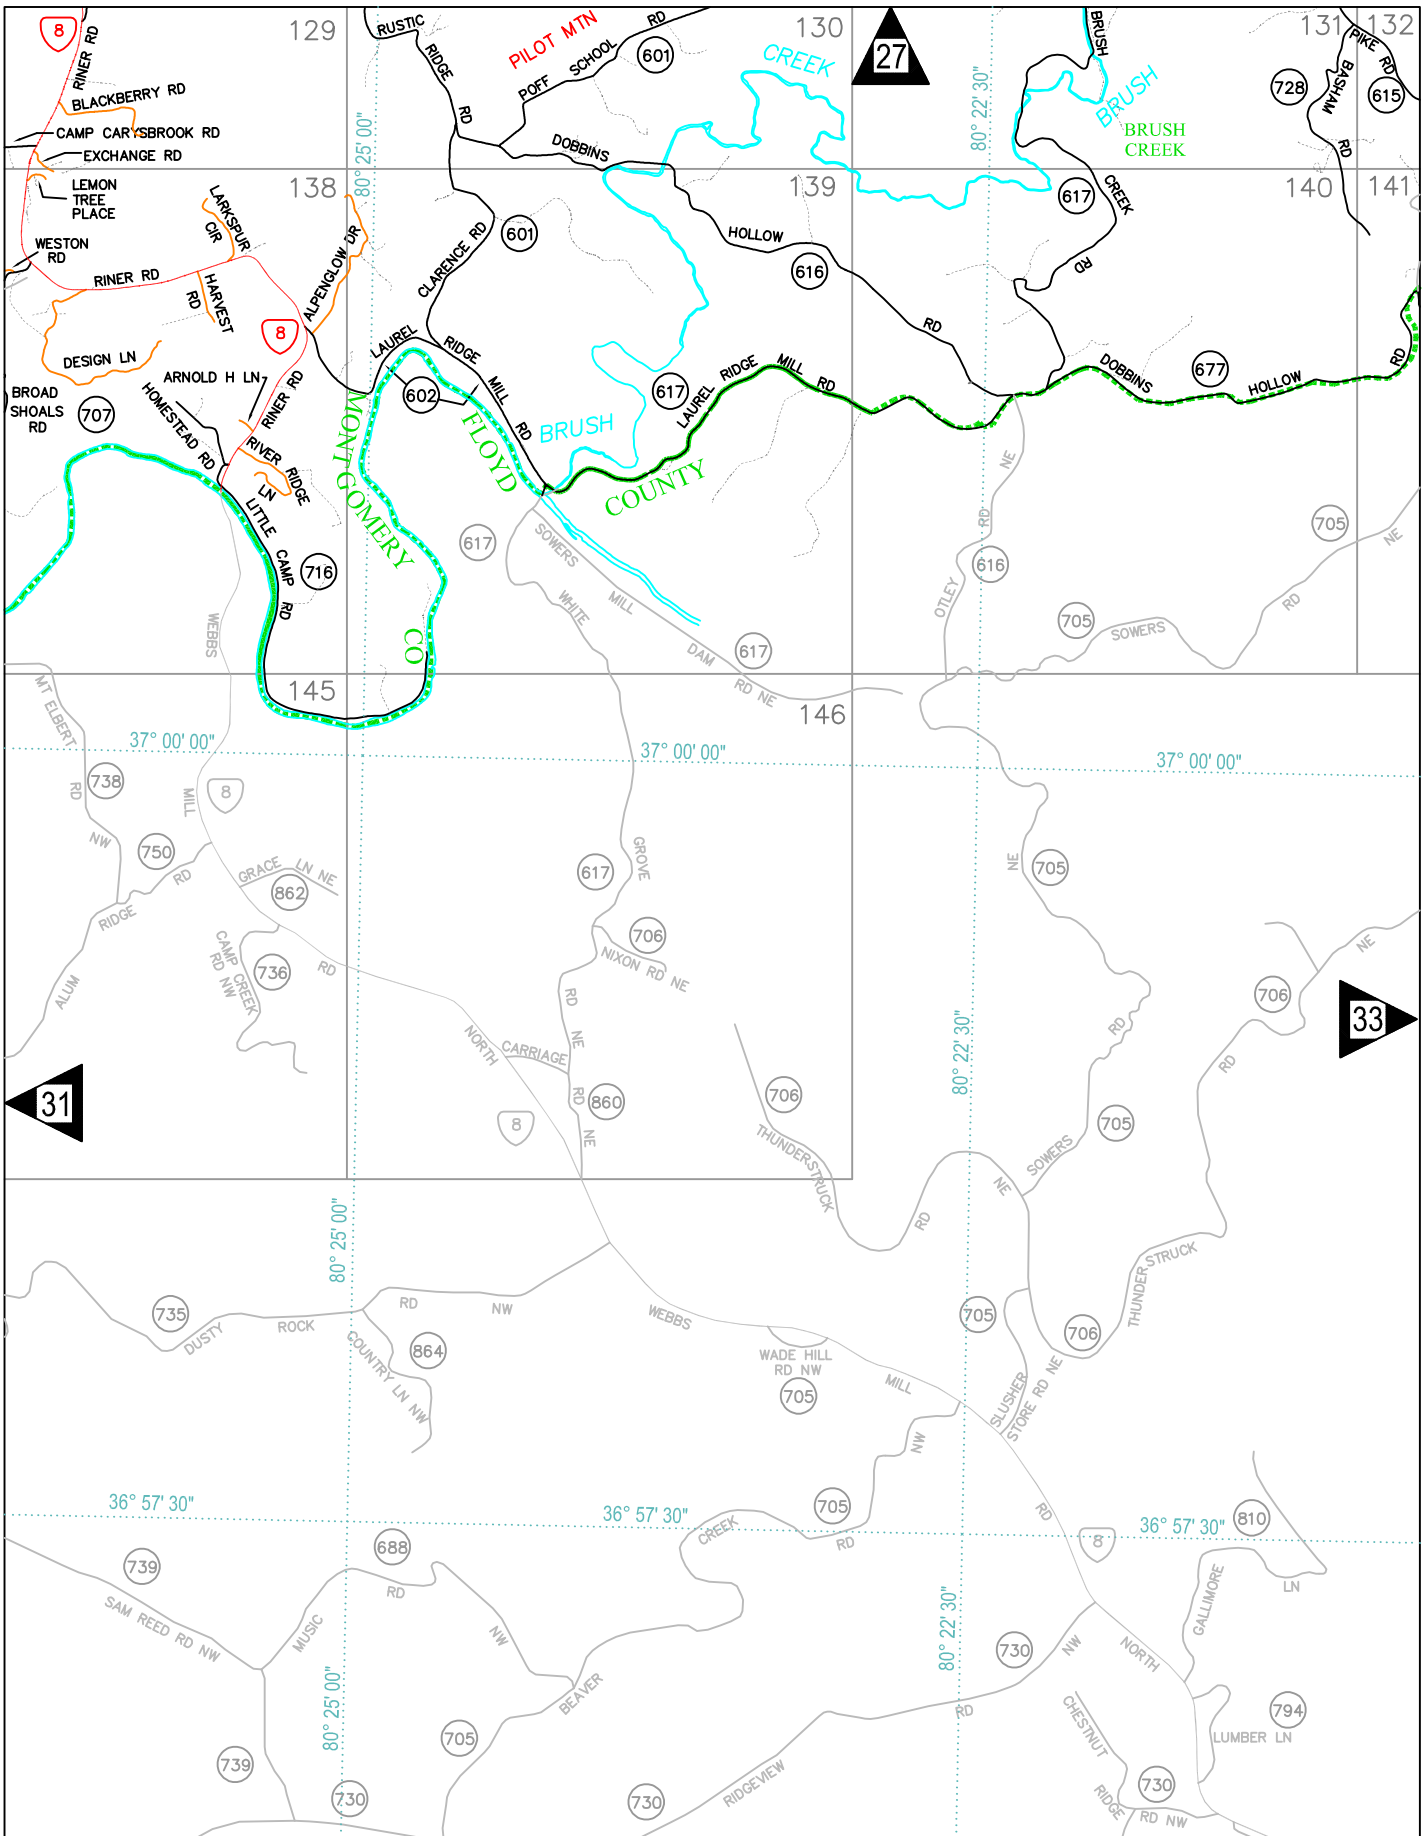 8
RINER RD
129
RUSTIC
RIDGE
RD
PILOT MTN
POFF SCHOOL RD
601
CREEK
130
27
80° 22' 30"
BRUSH
BRUSH
BRUSH
CREEK
131
132
PIKE
RD
BASHAM
RD
728
615
BLACKBERRY RD
CAMP CARYSBROOK RD
EXCHANGE RD
LEMON
TREE
PLACE
80° 25' 00"
138
DOBBINS
139
140
141
617
CREEK
RD
WESTON
RD
RINER RD
LARKSPUR
CIR
HARVEST
RD
ALPENGLOW DR
CLARENCE RD
601
HOLLOW
616
RD
8
DESIGN LN
ARNOLD H LN
RINER RD
BROAD
SHOALS
RD
707
HOMESTEAD RD
RIVER RIDGE
LN
LAUREL
RIDGE
MILL
RD
602
617
LAUREL RIDGE MILL RD
DOBBINS
677
HOLLOW
RD
MONTGOMERY
CO
FLOYD
COUNTY
BRUSH
LITTLE
CAMP
RD
716
617
SOWERS
MILL
DAM
RD NE
617
WHITE
NE
RD
616
OTLEY
705
NE
RD
705
SOWERS
WEBBS
145
146
MT ELBERT
RD
NW
738
37° 00' 00"
37° 00' 00"
37° 00' 00"
8
MILL
750
RD
RIDGE
ALUM
GRACE LN NE
862
CAMP CREEK
RD NW
736
RD
GROVE
617
706
NIXON RD NE
NE
705
NE
706
RD
80° 22' 30"
33
31
NORTH
CARRIAGE
RD
NE
RD
NE
860
8
706
THUNDERSTRUCK
RD
NE
RD
SOWERS
705
THUNDER STRUCK
80° 25' 00"
735
DUSTY
ROCK
RD
NW
COUNTRY LN NW
864
WEBBS
WADE HILL
RD NW
705
MILL
705
706
SLUSHER
STORE RD NE
NW
36° 57' 30"
36° 57' 30"
36° 57' 30"
705
CREEK
RD
RD
8
810
LN
GALLIMORE
739
SAM REED RD NW
688
RD
MUSIC
NW
80° 22' 30"
730
NW
NORTH
BEAVER
705
739
80° 25' 00"
730
730
RIDGEVIEW
RD
CHESTNUT
RIDGE
RD NW
730
794
LUMBER LN